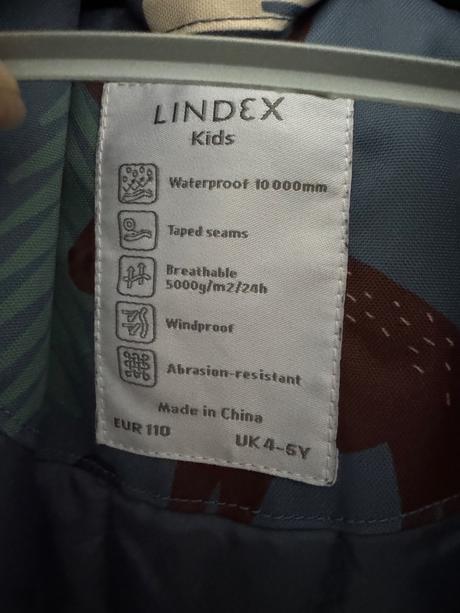 LINDEX
Kids
Waterproof 10 000mm
Taped seams
Breathable
5000g/m2/24h
Windproof
Abrasion-resistant
Made in China
EUR 110 UK 4-5Y